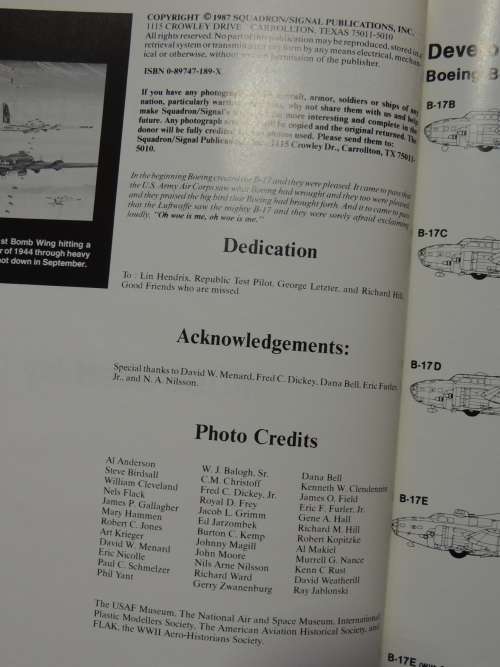 COPYRIGHT © 1987 SQUADRON/SIGNAL PUBLICATIONS, INC.
1115 CROWLEY DRIVE CARROLLTON, TEXAS 75011-5010
All rights reserved. No part of this publication may be reproduced, stored in a
retrieval system or transmitted in any form by any means electrical, mechan-
ical or otherwise, without written permission of the publisher.
ISBN 0-89747-189-X
If you have any photographs of aircraft, armor, soldiers or ships of any
nation, particularly wartime snapshots, why not share them with us and help
make Squadron/Signal's books all the more interesting and complete in the
future. Any photograph sent to us will be copied and the original returned. The
donor will be fully credited for any photos used. Please send them to:
Squadron/Signal Publications, Inc., 1115 Crowley Dr., Carrollton, TX 75011-
5010.
In the beginning Boeing created the B-17 and they were pleased. It came to pass that
the U.S. Army Air Corps saw what Boeing had wrought and they too were pleased,
and they praised the big bird that Boeing had brought forth. And it came to pass
that the Luftwaffe saw the mighty B-17 and they were sorely afraid exclaiming
loudly, "Oh woe is me, oh woe is me."
Dedication
To: Lin Hendrix, Republic Test Pilot, George Letzter, and Richard Hill,
Good Friends who are missed.
Acknowledgements:
Special thanks to David W. Menard, Fred C. Dickey, Dana Bell, Eric Furler,
Jr., and N. A. Nilsson.
Photo Credits
Al Anderson
Steve Birdsall
William Cleveland
Nels Flack
James P. Gallagher
Mary Hammen
Robert C. Jones
Art Krieger
David W. Menard
Eric Nicolle
Paul C. Schmelzer
Phil Yant
W. J. Balogh, Sr.
C.M. Christoff
Fred C. Dickey, Jr.
Royal D. Frey
Jacob L. Grimm
Ed Jarzombek
Burton C. Kemp
Johnny Magill
John Moore
Nils Arne Nilsson
Richard Ward
Gerry Zwanenburg
Dana Bell
Kenneth W. Clendennts
James O. Field
Eric F. Furler, Jr.
Gene A. Hall
Richard M. Hill
Robert Kopitzke
Al Makiel
Murrell G. Nance
Kenn C Rust
David Weatherill
Ray Jablonski
The USAF Museum, The National Air and Space Museum, International
Plastic Modellers Society, The American Aviation Historical Society, and
FLAK, the WWII Aero-Historians Society.
st Bomb Wing hitting a
r of 1944 through heavy
ot down in September.
Develo
Boeing B
B-17B
B-17C
B-17D
B-17E
B-17E